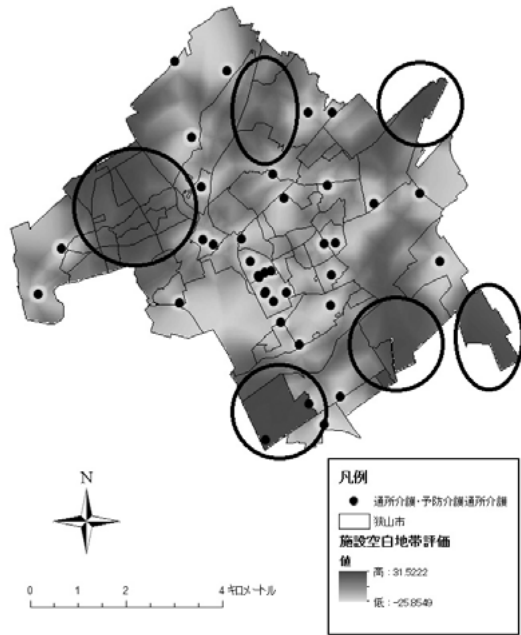 N
0 1 2 4 キロメートル
凡例
通所介護・予防介護通所介護
狭山市
施設空白地帯評価
値
高 : 31.5222
低 : -25.8549